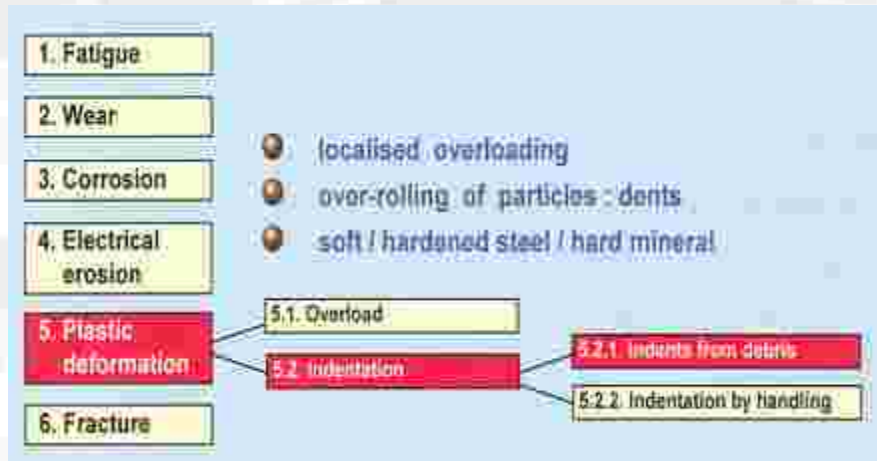 1. Fatigue
2. Wear
3. Corrosion
4. Electrical
erosion
5. Plastic
deformation
6. Fracture
localised overloading
over-rolling of particles : dents
soft / hardened steel / hard mineral
5.1. Overload
5.2. Indentation
5.2.1. Indents from debris
5.2.2. Indentation by handling